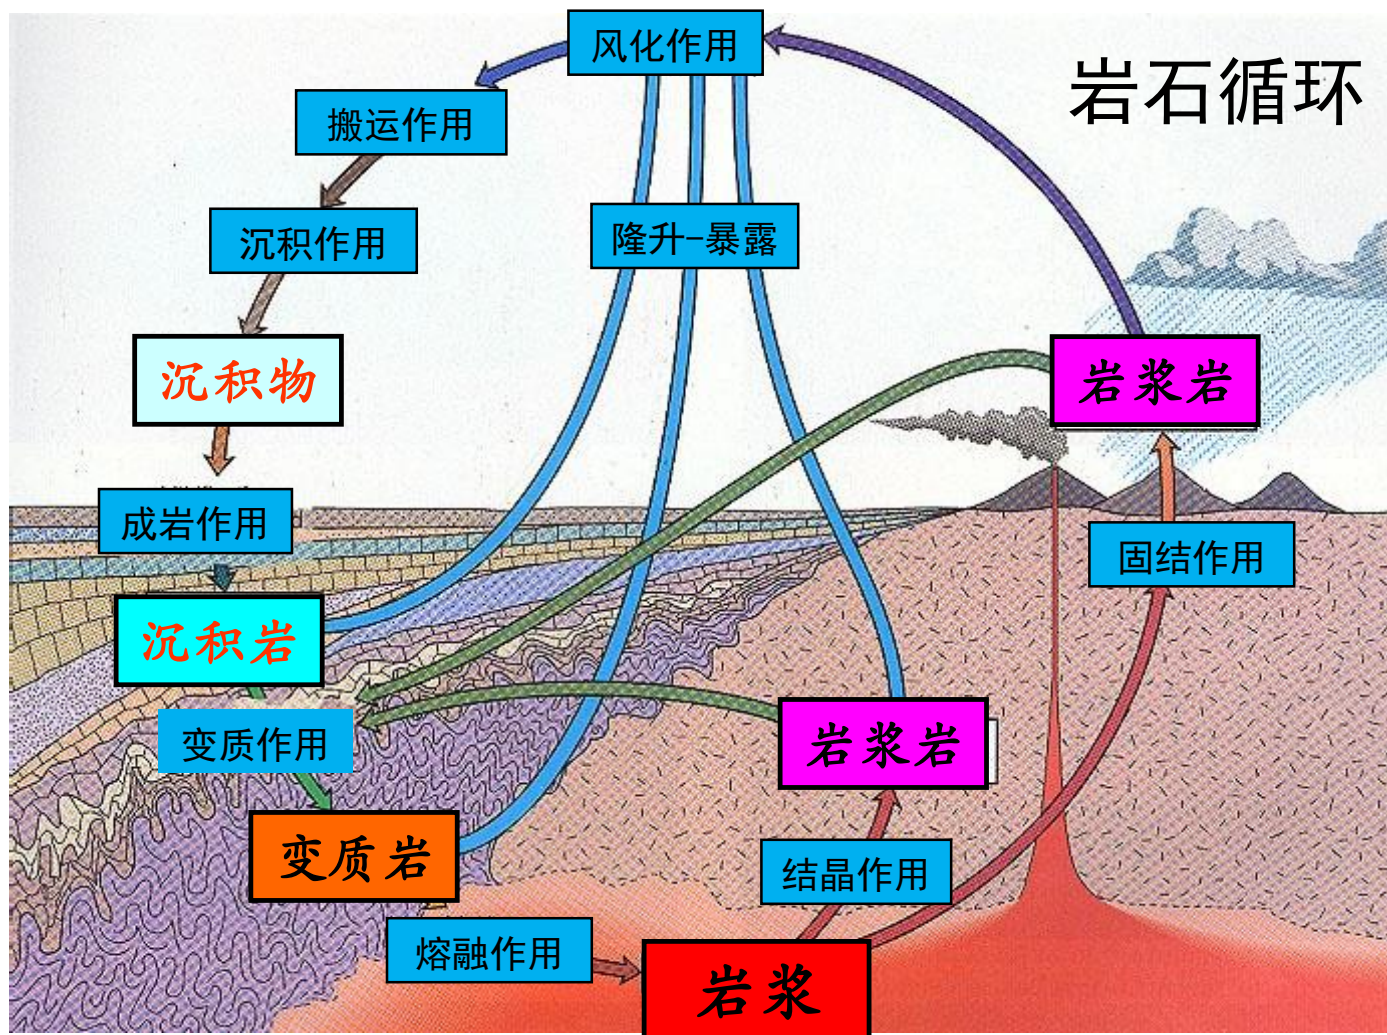 风化作用
岩石循环
搬运作用
沉积作用
隆升-暴露
沉积物
岩浆岩
成岩作用
固结作用
沉积岩
变质作用
岩浆岩
变质岩
结晶作用
熔融作用
岩浆